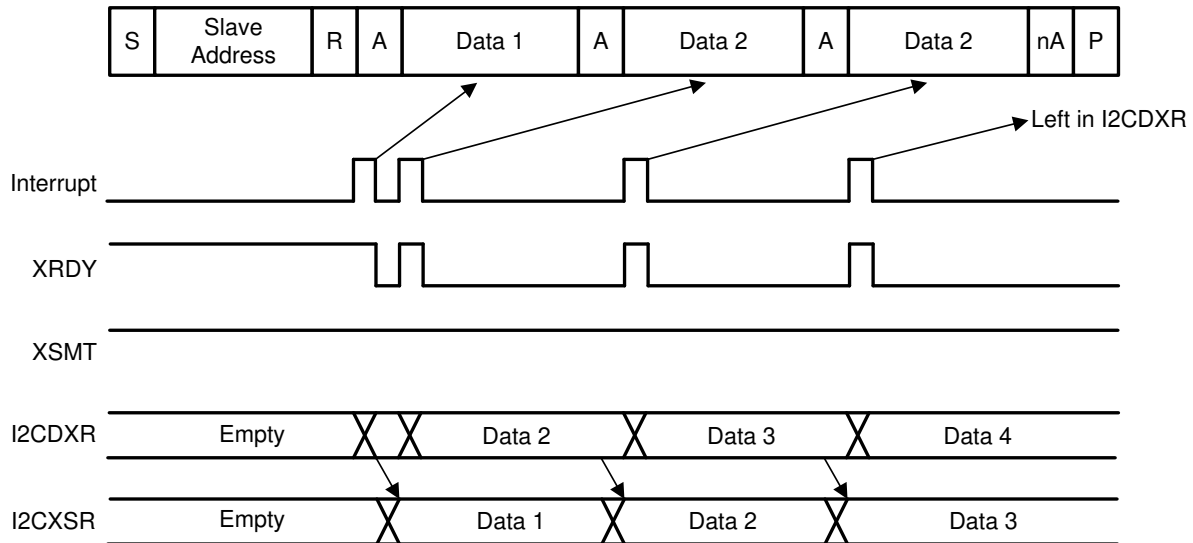 S Slave Address R A Data 1 A Data 2 A Data 2 nA P
Left in I2CDXR
Interrupt
XRDY
XSMT
I2CDXR Empty Data 2 Data 3 Data 4
I2CXSR Empty Data 1 Data 2 Data 3